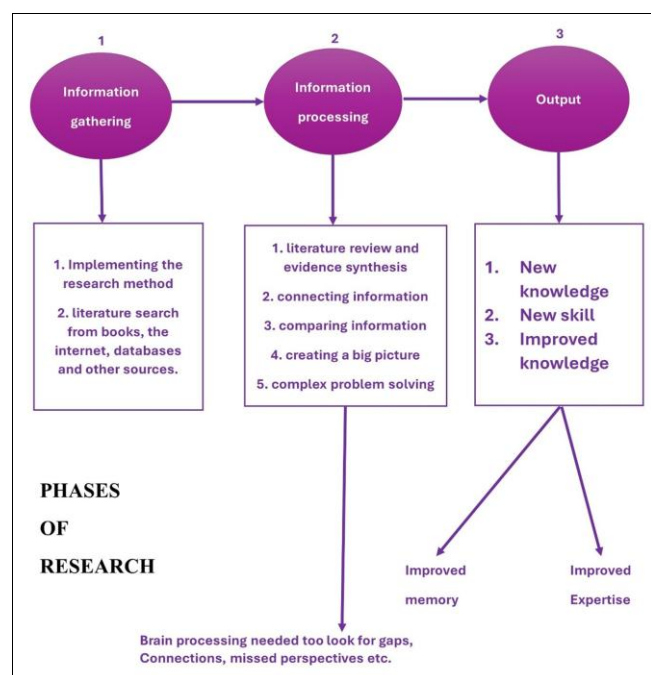 1
Information
gathering
2
Information
processing
3
Output
1. Implementing the
research method
2. literature search
from books, the
internet, databases
and other sources.
1. literature review and
evidence synthesis
2. connecting information
3. comparing information
4. creating a big picture
5. complex problem solving
1. New
knowledge
2. New skill
3. Improved
knowledge
PHASES
OF
RESEARCH
Improved
memory
Improved
Expertise
Brain processing needed too look for gaps,
Connections, missed perspectives etc.